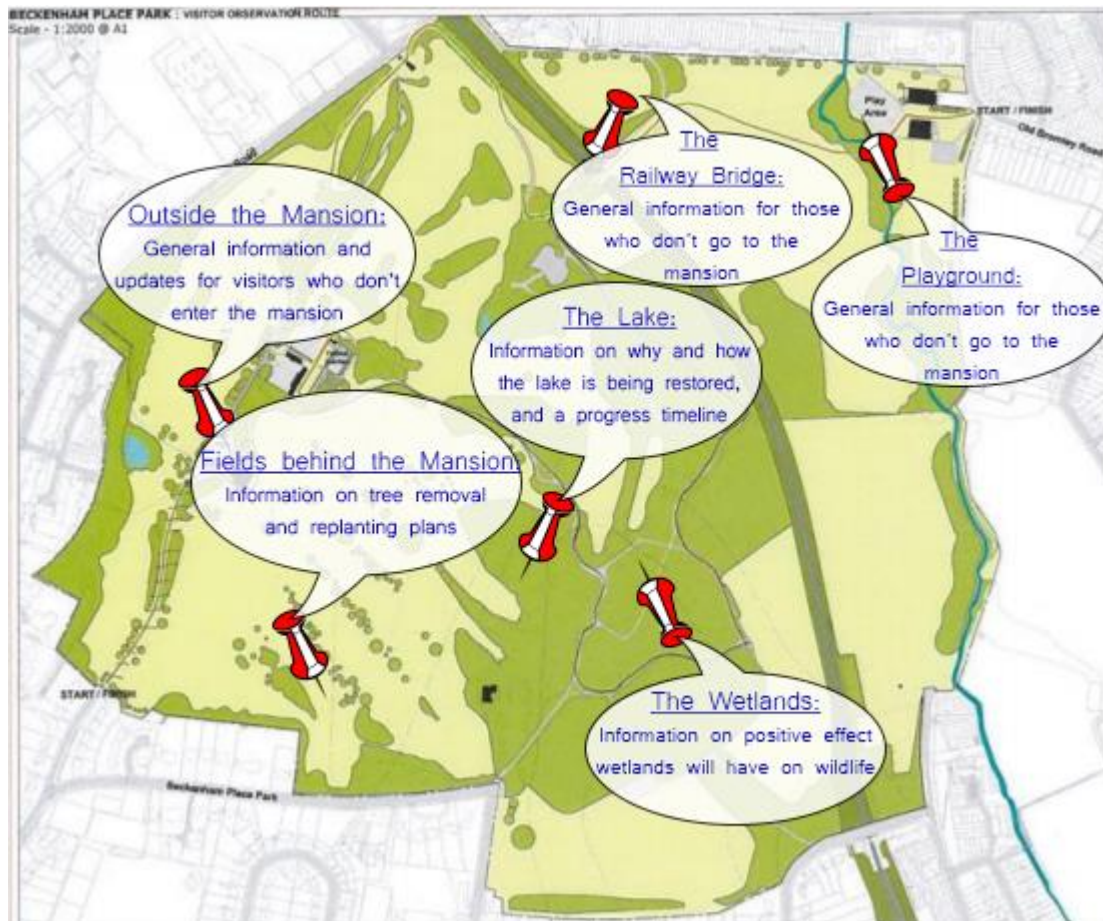 BECKENHAM PLACE PARK : VISITOR OBSERVATION ROUTE
Scale - 1:2000 @ A1
Play
Area
START / FINISH
Old Bromley Road
The
Railway Bridge:
General information for those
who don't go to the
mansion
Outside the Mansion:
General information and
updates for visitors who don't
enter the mansion
The
Playground:
General information for those
who don't go to the
mansion
The Lake:
Information on why and how
the lake is being restored,
and a progress timeline
Fields behind the Mansion:
Information on tree removal
and replanting plans
START / FINISH
The Wetlands:
Information on positive effect
wetlands will have on wildlife
Beckenham Place Park